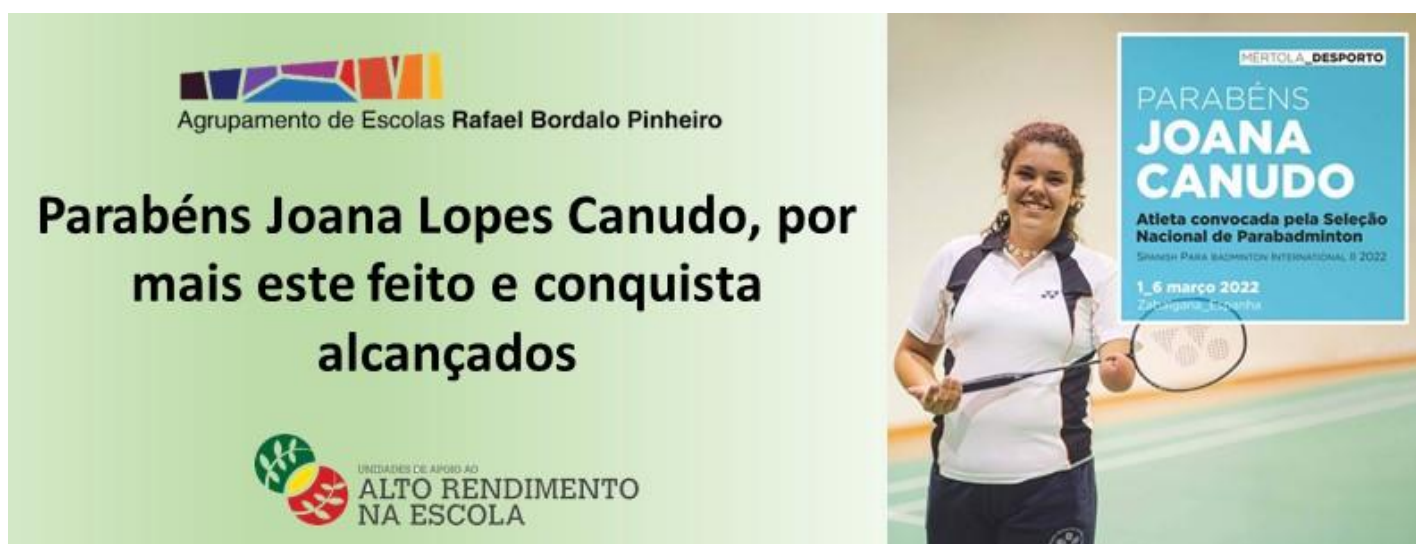 Agrupamento de Escolas Rafael Bordalo Pinheiro
Parabéns Joana Lopes Canudo, por
mais este feito e conquista
alcançados
UNIDADES DE APOIO AO
ALTO RENDIMENTO
NA ESCOLA
MÉRTOLA_DESPORTO
PARABÉNS
JOANA
CANUDO
Atleta convocada pela Seleção
Nacional de Parabadminton
SPANISH PARA BADMINTON INTERNATIONAL II 2022
1_6 março 2022
Zabalgana_Espanha